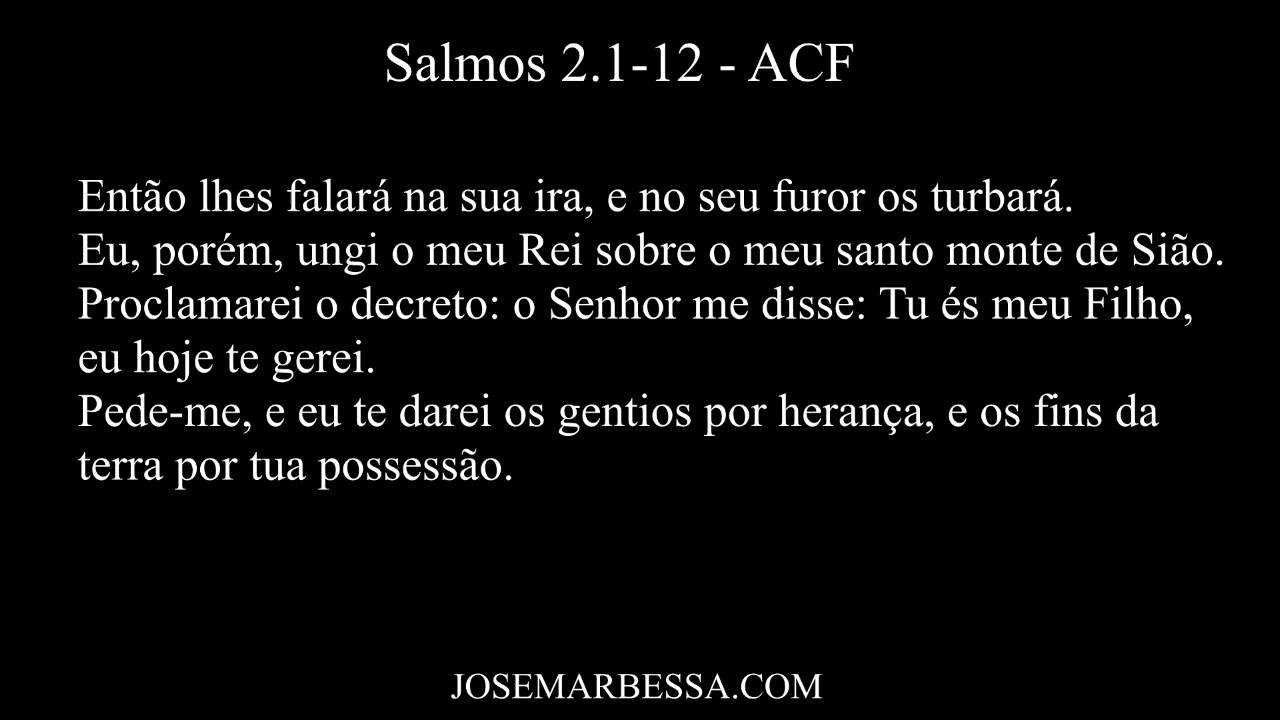 Salmos 2.1-12 - ACF
Então lhes falará na sua ira, e no seu furor os turbará.
Eu, porém, ungi o meu Rei sobre o meu santo monte de Sião.
Proclamarei o decreto: o Senhor me disse: Tu és meu Filho,
eu hoje te gerei.
Pede-me, e eu te darei os gentios por herança, e os fins da
terra por tua possessão.
JOSEMARBESSA.COM